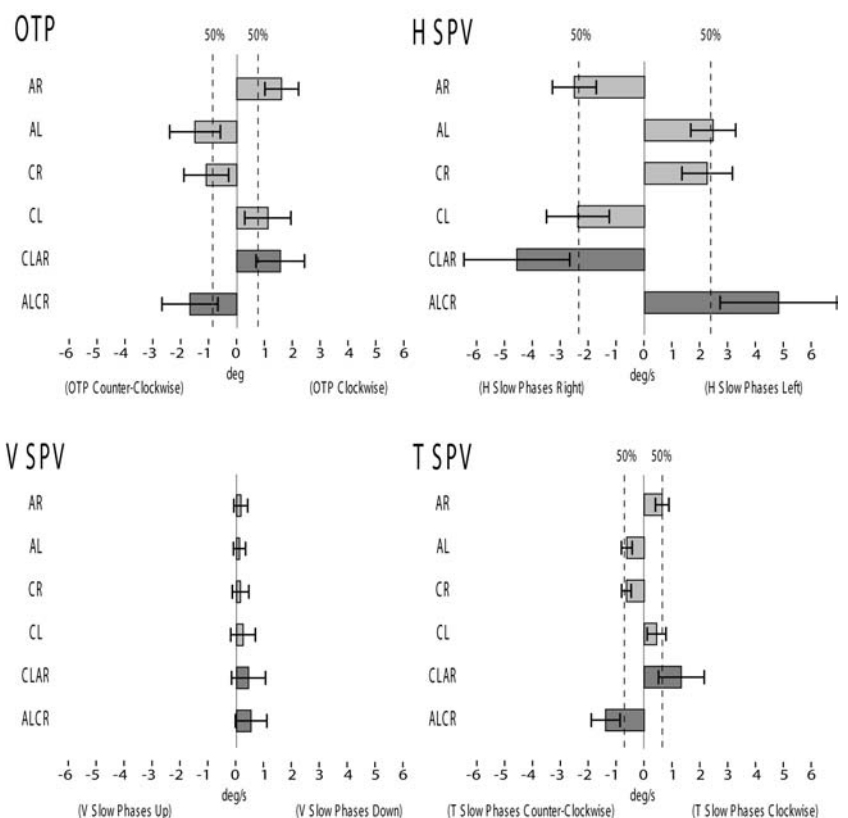 OTP
50% 50%
AR
AL
CR
CL
CLAR
ALCR
-6 -5 -4 -3 -2 -1 0 1 2 2 4 5 6
deg
(OTP Counter-Clockwise) (OTP Clockwise)
H SPV
50% 50%
AR
AL
CR
CL
CLAR
ALCR
-6 -5 -4 -3 -2 -1 0 1 2 3 4 5 6
deg/s
(H Slow Phases Right) (H Slow Phases Left)
V SPV
AR
AL
CR
CL
CLAR
ALCR
-6 -5 -4 -3 -2 -1 0 1 2 3 4 5 6
deg/s
(V Slow Phases Up) (V Slow Phases Down)
T SPV
50% 50%
AR
AL
CR
CL
CLAR
ALCR
-6 -5 -4 -3 -2 -1 0 1 2 3 4 5 6
deg/s
(T Slow Phases Counter-Clockwise) (T Slow Phases Clockwise)